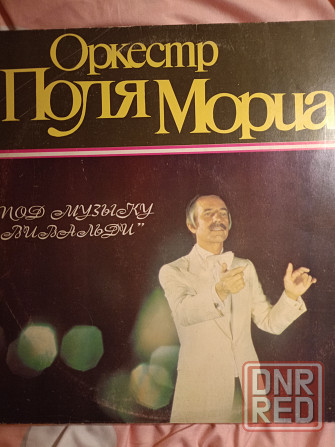 Оркестр
Поля Мориа
"ПОД МУЗЫКУ
ВИВАЛЬДИ"
DNR
RED